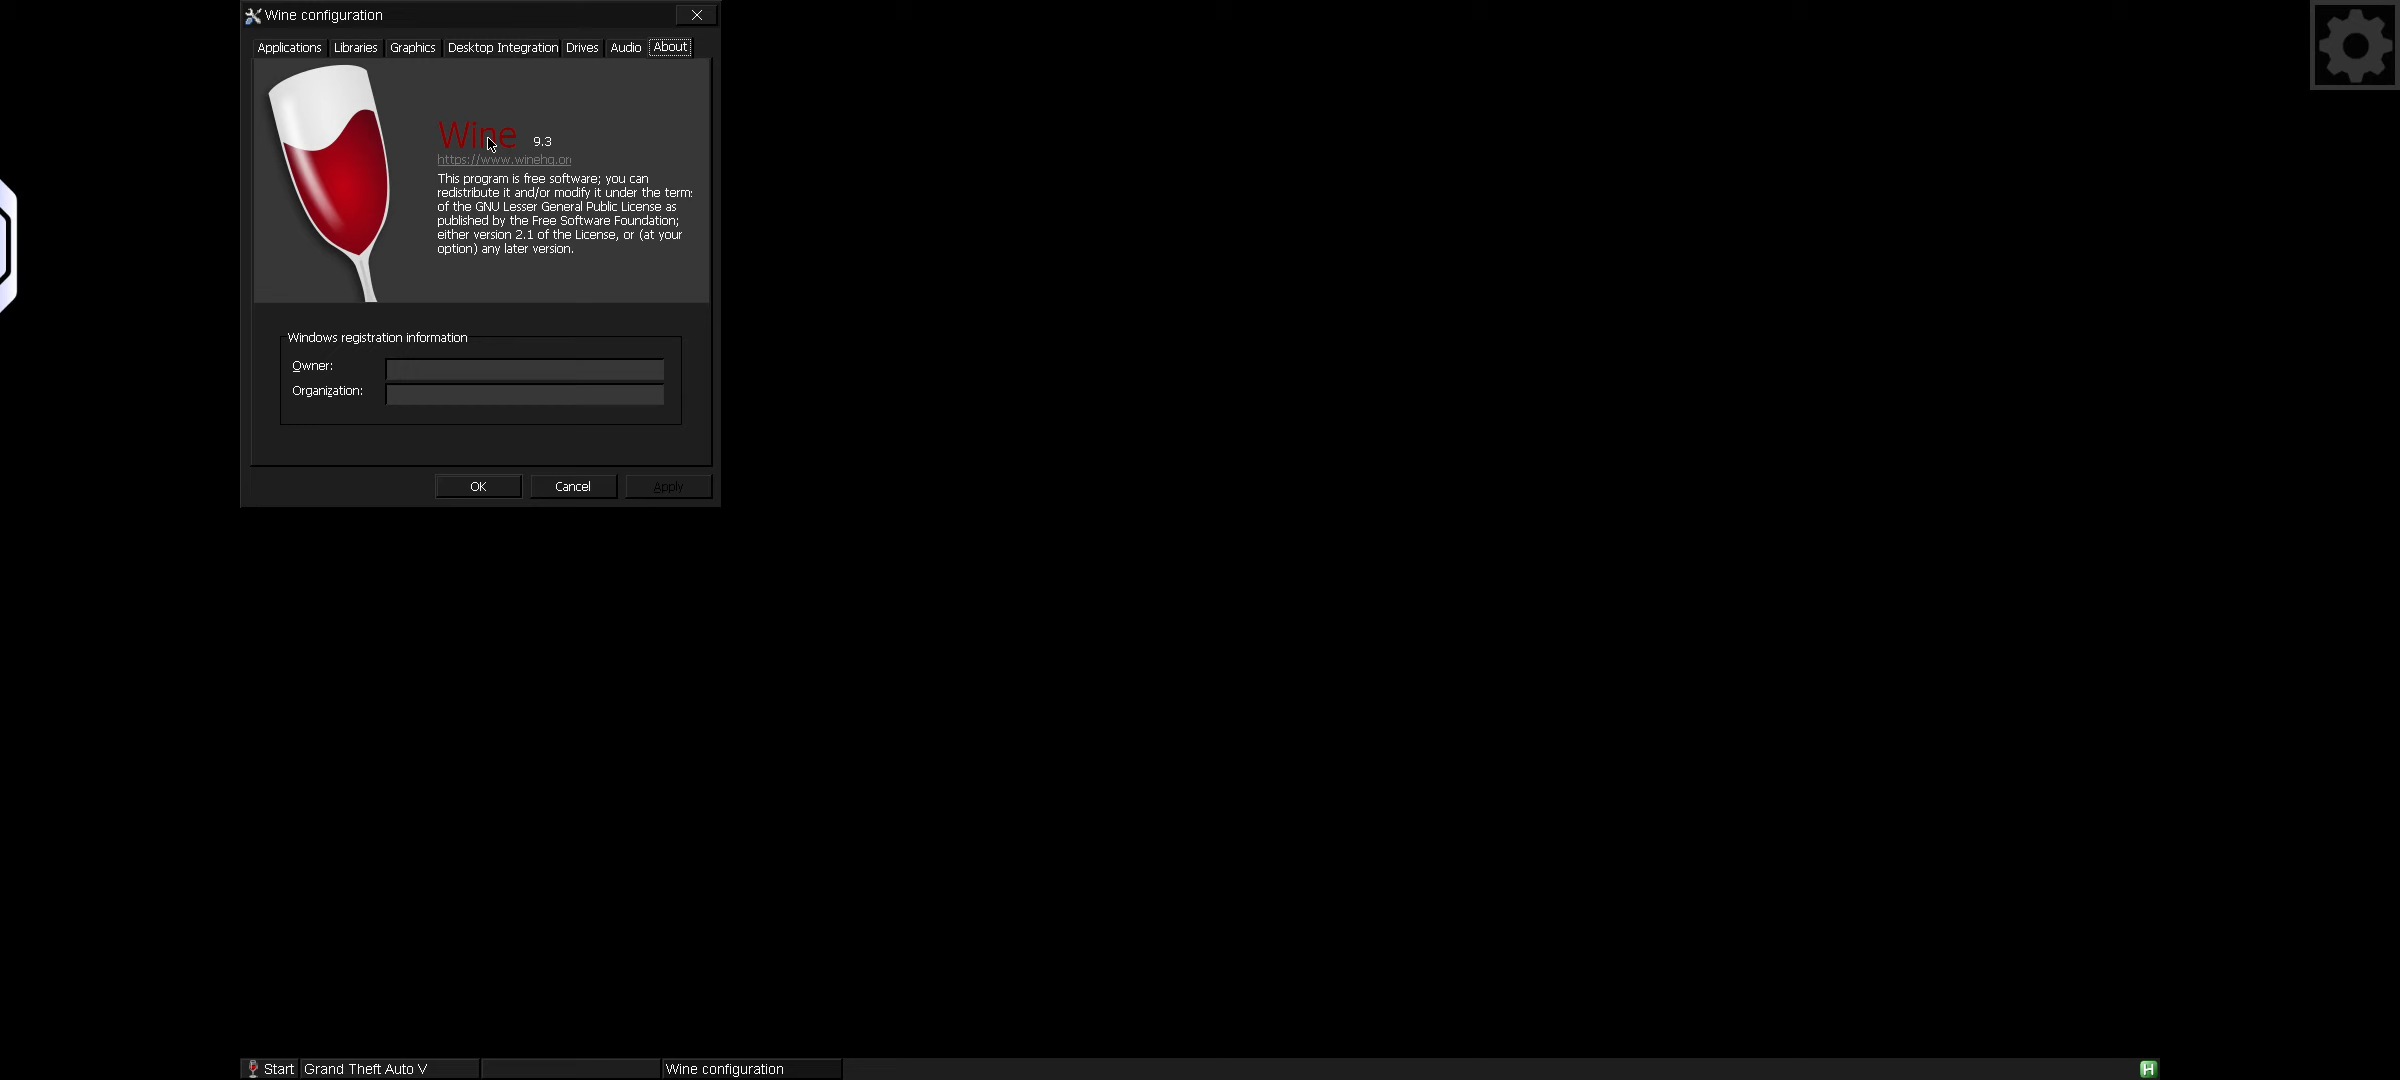 Wine configuration
Applications Libraries Graphics Desktop Integration Drives Audio About
Wine 9.3
https://www.winehq.or
This program is free software; you can
redistribute it and/or modify it under the term
of the GNU Lesser General Public License as
published by the Free Software Foundation;
either version 2.1 of the License, or (at your
option) any later version.
Windows registration information
Owner:
Organization:
OK Cancel Apply
Start Grand Theft Auto V Wine configuration H